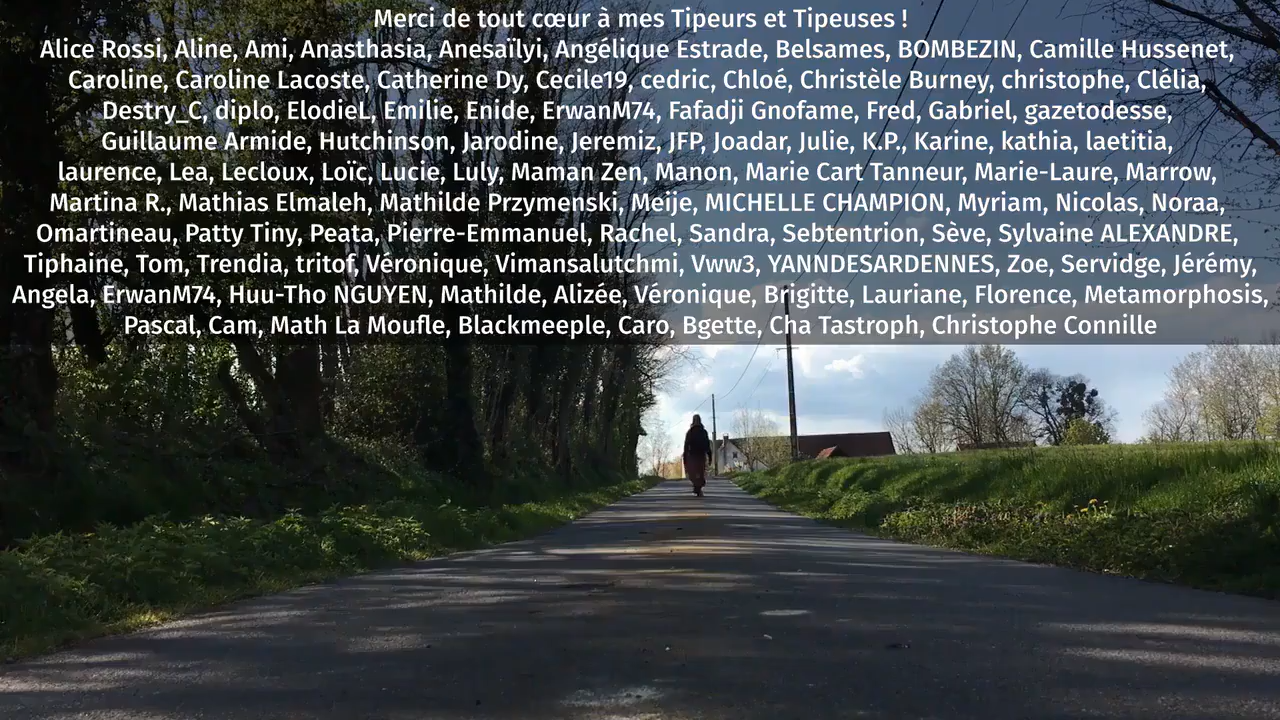 Merci de tout cœur à mes Tipeurs et Tipeuses !
Alice Rossi, Aline, Ami, Anasthasia, Anesaïlyi, Angélique Estrade, Belsames, BOMBEZIN, Camille Hussenet,
Caroline, Caroline Lacoste, Catherine Dy, Cecile19, cedric, Chloé, Christèle Burney, christophe, Clélia,
Destry_C, diplo, ElodieL, Emilie, Enide, ErwanM74, Fafadji Gnofame, Fred, Gabriel, gazetodesse,
Guillaume Armide, Hutchinson, Jarodine, Jeremiz, JFP, Joadar, Julie, K.P., Karine, kathia, laetitia,
laurence, Lea, Lecloux, Loïc, Lucie, Luly, Maman Zen, Manon, Marie Cart Tanneur, Marie-Laure, Marrow,
Martina R., Mathias Elmaleh, Mathilde Przymenski, Meije, MICHELLE CHAMPION, Myriam, Nicolas, Noraa,
Omartineau, Patty Tiny, Peata, Pierre-Emmanuel, Rachel, Sandra, Sebtentrion, Sève, Sylvaine ALEXANDRE,
Tiphaine, Tom, Trendia, tritof, Véronique, Vimansalutchmi, Vww3, YANNDESARDENNES, Zoe, Servidge, Jérémy,
Angela, ErwanM74, Huu-Tho NGUYEN, Mathilde, Alizée, Véronique, Brigitte, Lauriane, Florence, Metamorphosis,
Pascal, Cam, Math La Moufle, Blackmeeple, Caro, Bgette, Cha Tastroph, Christophe Connille